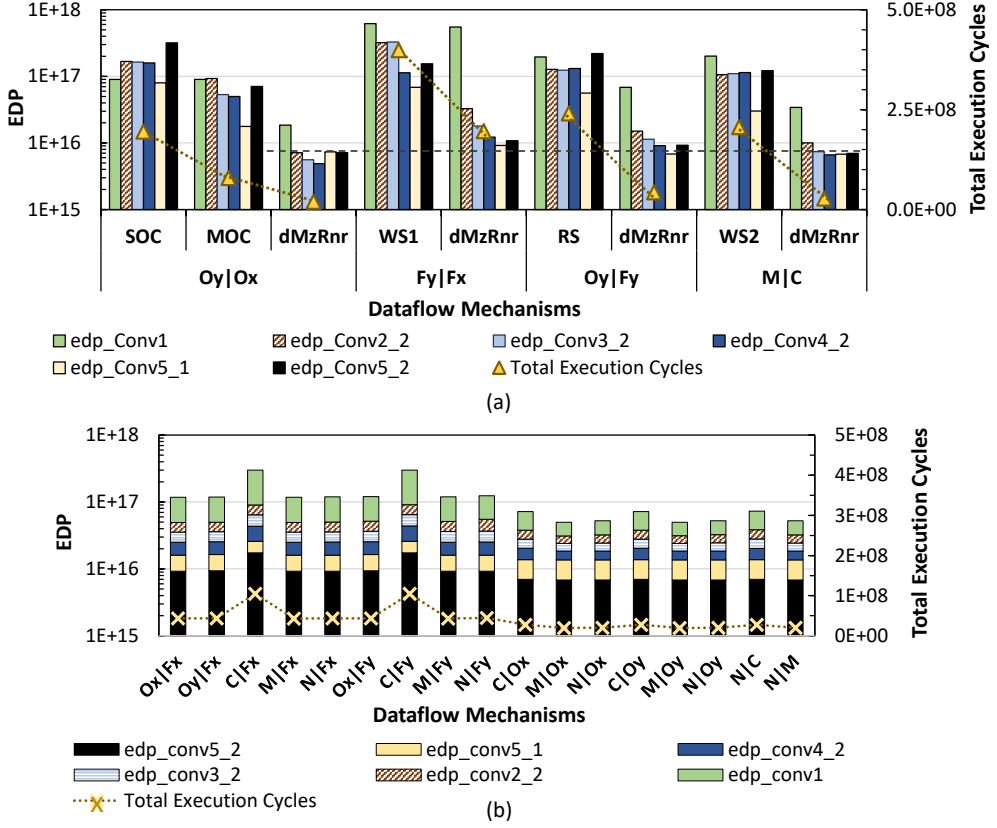 1E+18
1E+17
1E+16
1E+15
EDP
5.0E+08
2.5E+08
0.0E+00
Total Execution Cycles
SOC MOC dMzRnr WS1 dMzRnr RS dMzRnr WS2 dMzRnr
Oy|Ox Fy|Fx Oy|Fy M|C
Dataflow Mechanisms
edp_Conv1 edp_Conv2_2 edp_Conv3_2 edp_Conv4_2
edp_Conv5_1 edp_Conv5_2 Total Execution Cycles
(a)
1E+18
1E+17
1E+16
1E+15
EDP
5E+08
4E+08
3E+08
2E+08
1E+08
0E+00
Total Execution Cycles
Ox|Fx Oy|Fx C|Fx M|Fx N|Fx Ox|Fy C|Fy M|Fy N|Fy C|Ox M|Ox N|Ox C|Oy M|Oy N|Oy N|C N|M
Dataflow Mechanisms
edp_conv5_2 edp_conv5_1 edp_conv4_2
edp_conv3_2 edp_conv2_2 edp_conv1
Total Execution Cycles
(b)